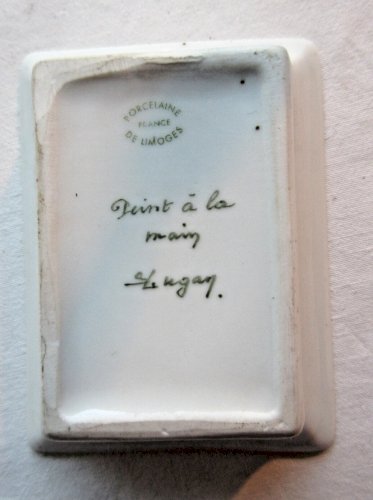 PORCELAINE
FRANCE
DE LIMOGES
Peint à la
main